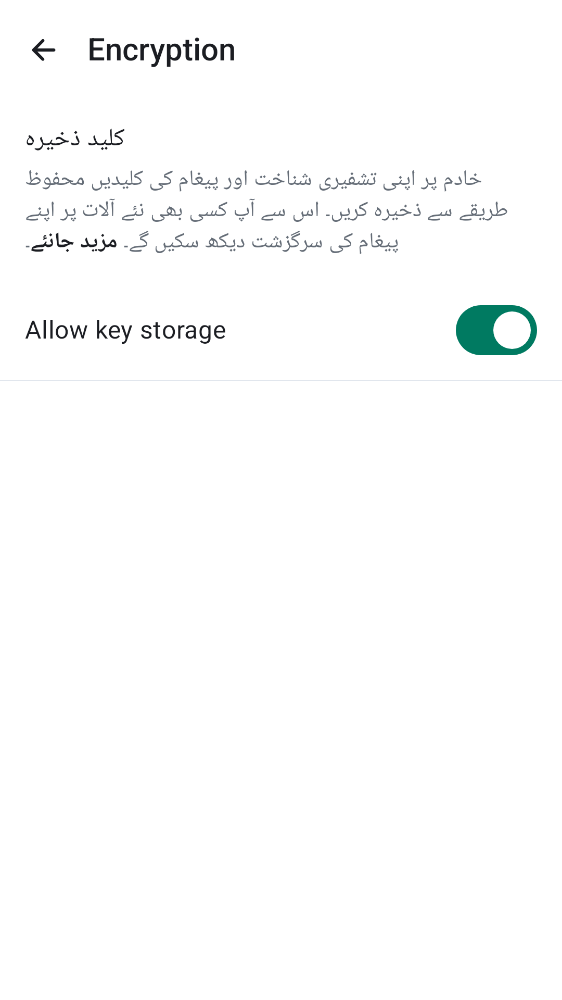 Encryption
کلید ذخیرہ
خادم پر اپنی تشفیری شناخت اور پیغام کی کلیدیں محفوظ
طریقے سے ذخیرہ کریں۔ اس سے آپ کسی بھی نئے آلات پر اپنے
پیغام کی سرگزشت دیکھ سکیں گے۔ مزید جانئے۔
Allow key storage